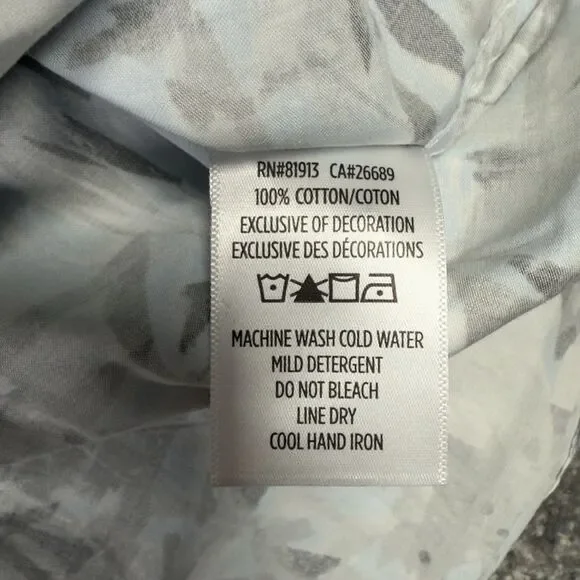 RN#81913 CA#26689
100% COTTON/COTON
EXCLUSIVE OF DECORATION
EXCLUSIVE DES DÉCORATIONS
MACHINE WASH COLD WATER
MILD DETERGENT
DO NOT BLEACH
LINE DRY
COOL HAND IRON